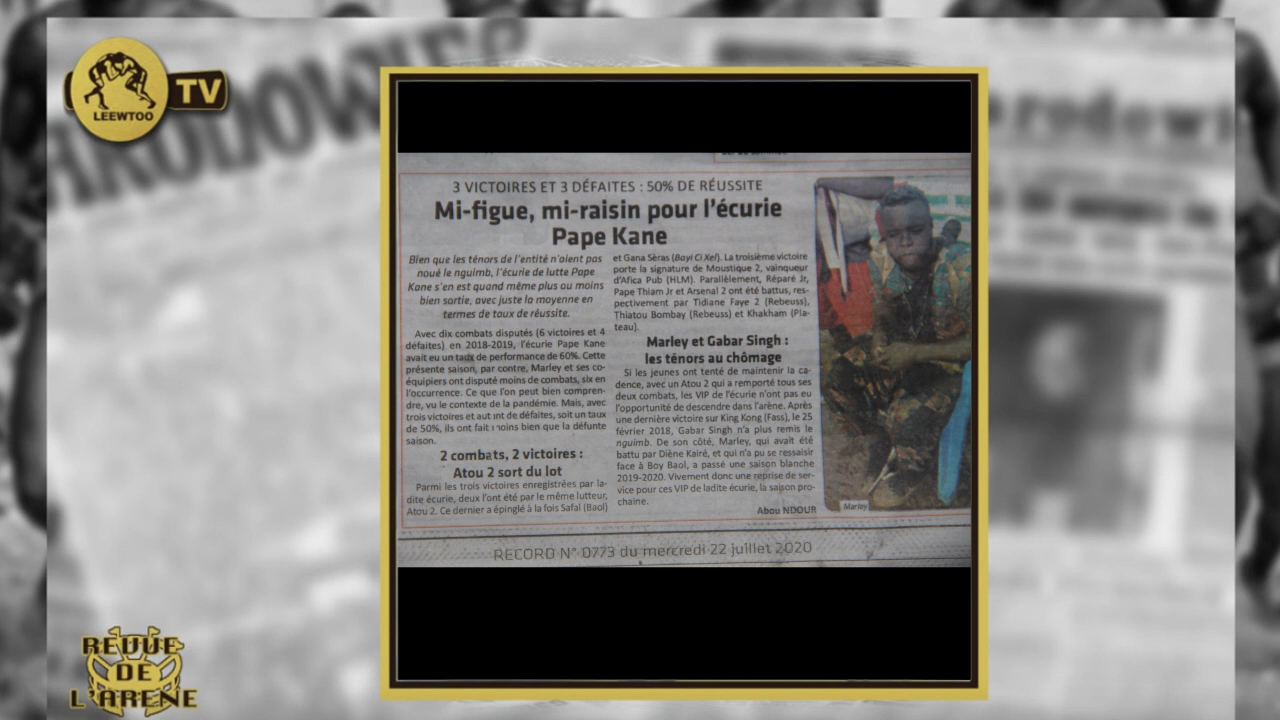 LEEWTOO
TV
3 VICTOIRES ET 3 DÉFAITES : 50% DE RÉUSSITE
Mi-figue, mi-raisin pour l'écurie
Pape Kane
Bien que les ténors de l'entité n'aient pas
noué le nguimb, l'écurie de lutte Pape
Kane s'en est quand même plus ou moins
bien sortie, avec juste la moyenne en
termes de taux de réussite.
Avec dix combats disputés (6 victoires et 4
défaites) en 2018-2019, l'écurie Pape Kane
avait eu un taux de performance de 60%. Cette
présente saison, par contre, Marley et ses co-
équipiers ont disputé moins de combats, six en
l'occurrence. Ce que l'on peut bien compren-
dre, vu le contexte de la pandémie. Mais, avec
trois victoires et autant de défaites, soit un taux
de 50%, ils ont fait moins bien que la défunte
saison.
2 combats, 2 victoires :
Atou 2 sort du lot
Parmi les trois victoires enregistrées par la-
dite écurie, deux l'ont été par le même lutteur,
Atou 2. Ce dernier a épinglé à la fois Safal (Baol)
et Gana Sèras (Bayi Ci Xel). La troisième victoire
porte la signature de Moustique 2, vainqueur
d'Afica Pub (HLM). Parallèlement, Réparé Jr,
Pape Thiam Jr et Arsenal 2 ont été battus, res-
pectivement par Tidiane Faye 2 (Rebeuss),
Thiatou Bombay (Rebeuss) et Khakham (Pla-
teau).
Marley et Gabar Singh :
les ténors au chômage
Si les jeunes ont tenté de maintenir la ca-
dence, avec un Atou 2 qui a remporté tous ses
deux combats, les VIP de l'écurie n'ont pas eu
l'opportunité de descendre dans l'arène. Après
une dernière victoire sur King Kong (Fass), le 25
février 2018, Gabar Singh n'a plus remis le
nguimb. De son côté, Marley, qui avait été
battu par Diène Kairé, et qui n'a pu se ressaisir
face à Boy Baol, a passé une saison blanche
2019-2020. Vivement donc une reprise de ser-
vice pour ces VIP de ladite écurie, la saison pro-
chaine.
Abou NDOUR
Marley
RECORD N° 0773 du mercredi 22 juillet 2020
REVUE
DE
L'ARENE